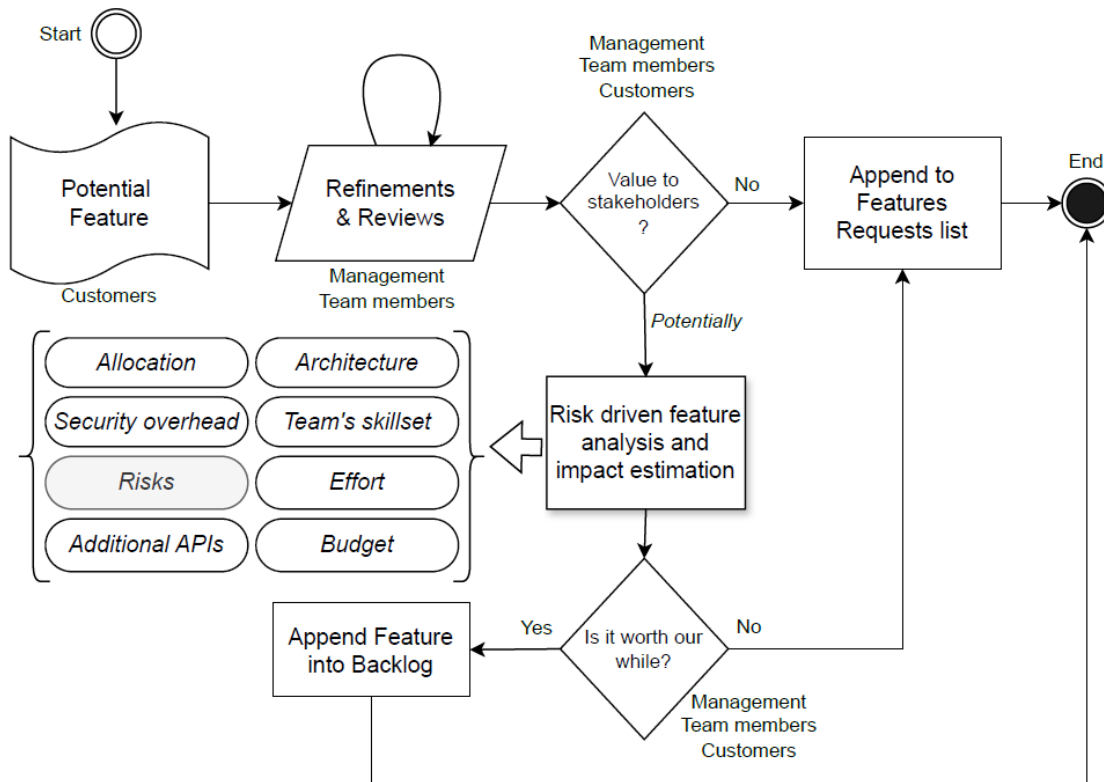 Start
Management
Team members
Customers
Potential
Feature
Customers
Refinements
& Reviews
Management
Team members
Value to
stakeholders
?
No
Append to
Features
Requests list
End
Potentially
Allocation
Architecture
Security overhead
Team's skillset
Risks
Effort
Additional APIs
Budget
Risk driven feature
analysis and
impact estimation
Append Feature
into Backlog
Yes
Is it worth our
while?
No
Management
Team members
Customers